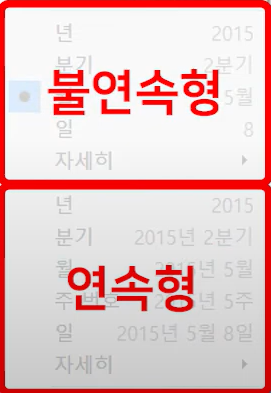 년 2015
분기 2분기
불연속형
5월
일 8
자세히
년 2015
분기 2015년 2분기
월 2015년 5월
연속형
주 번호 2015년 5주
일 2015년 5월 8일
자세히